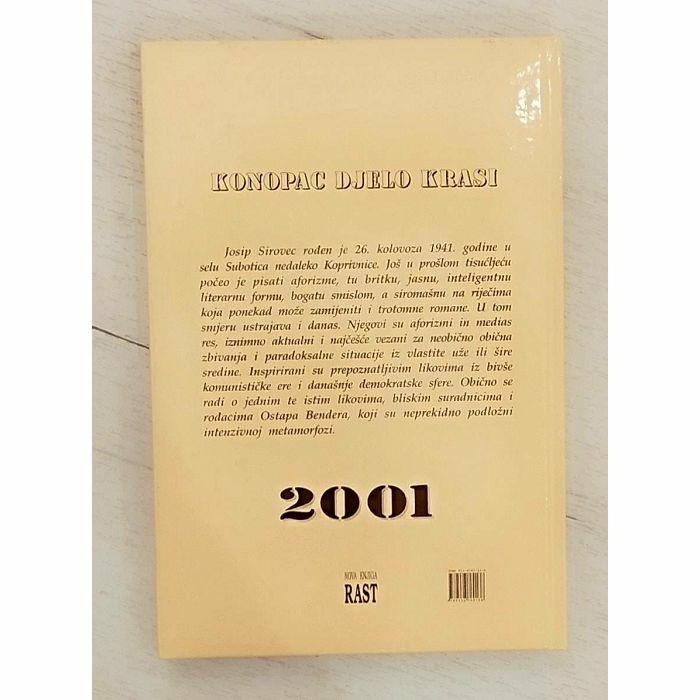 KONOPAC DJELO KRASI
Josip Sirovec rođen je 26. kolovoza 1941. godine u
selu Subotica nedaleko Koprivnice. Još u prošlom tisućljeću
počeo je pisati aforizme, tu britku, jasnu, inteligentnu
literarnu formu, bogatu smislom, a siromašnu na riječima
koja ponekad može zamijeniti i trotomne romane. U tom
smjeru ustrajava i danas. Njegovi su aforizmi in medias
res, iznimno aktualni i najčešće vezani za neobično obična
zbivanja i paradoksalne situacije iz vlastite uže ili šire
sredine. Inspirirani su prepoznatljivim likovima iz bivše
komunističke ere i današnje demokratske sfere. Obično se
radi o jednim te istim likovima, bliskim suradnicima i
rođacima Ostapa Bendera, koji su neprekidno podložni
intenzivnoj metamorfozi.
2001
NOVA KNJIGA
RAST